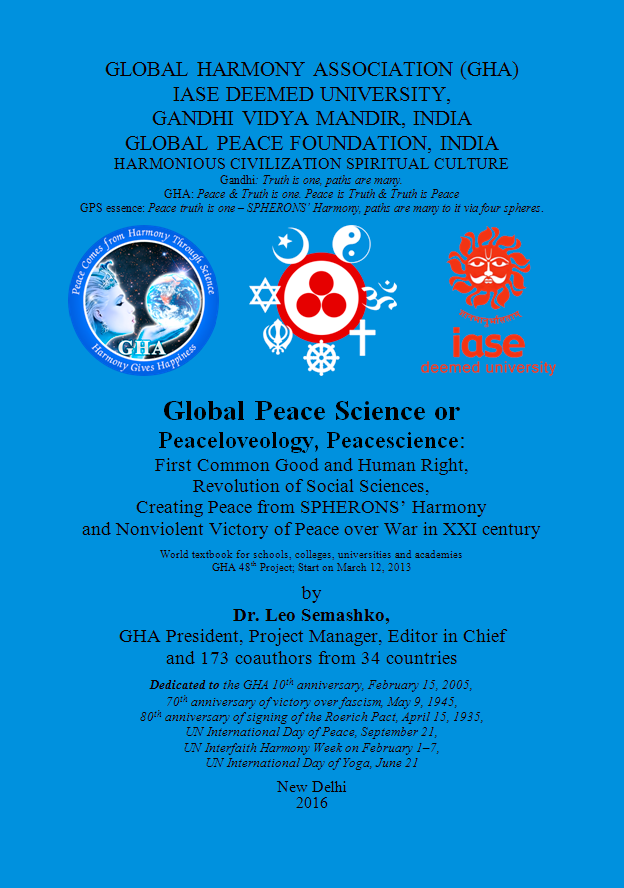 GLOBAL HARMONY ASSOCIATION (GHA)
IASE DEEMED UNIVERSITY,
GANDHI VIDYA MANDIR, INDIA
GLOBAL PEACE FOUNDATION, INDIA
HARMONIOUS CIVILIZATION SPIRITUAL CULTURE
Gandhi: Truth is one, paths are many.
GHA: Peace & Truth is one. Peace is Truth & Truth is Peace
GPS essence: Peace truth is one – SPHERONS’ Harmony, paths are many to it via four spheres.
Peace Comes from Harmony Through Science
GHA
Harmony Gives Happiness
ॐ
iase
deemed university
Global Peace Science or
Peaceloveology, Peacescience:
First Common Good and Human Right,
Revolution of Social Sciences,
Creating Peace from SPHERONS’ Harmony
and Nonviolent Victory of Peace over War in XXI century
World textbook for schools, colleges, universities and academies
GHA 48th Project; Start on March 12, 2013
by
Dr. Leo Semashko,
GHA President, Project Manager, Editor in Chief
and 173 coauthors from 34 countries
Dedicated to the GHA 10th anniversary, February 15, 2005,
70th anniversary of victory over fascism, May 9, 1945,
80th anniversary of signing of the Roerich Pact, April 15, 1935,
UN International Day of Peace, September 21,
UN Interfaith Harmony Week on February 1–7,
UN International Day of Yoga, June 21
New Delhi
2016